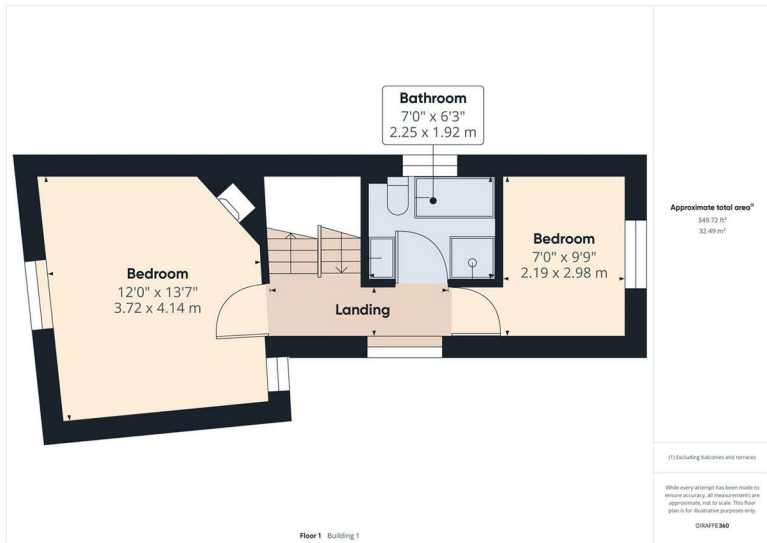 Bathroom
7'0" x 6'3"
2.25 x 1.92 m
Bedroom
12'0" x 13'7"
3.72 x 4.14 m
Bedroom
7'0" x 9'9"
2.19 x 2.98 m
Landing
Floor 1 Building 1
Approximate total area⁽¹⁾
349.72 ft²
32.49 m²
(1) Excluding balconies and terraces
While every attempt has been made to
ensure accuracy, all measurements are
approximate, not to scale. This floor
plan is for illustrative purposes only.
GIRAFFE360